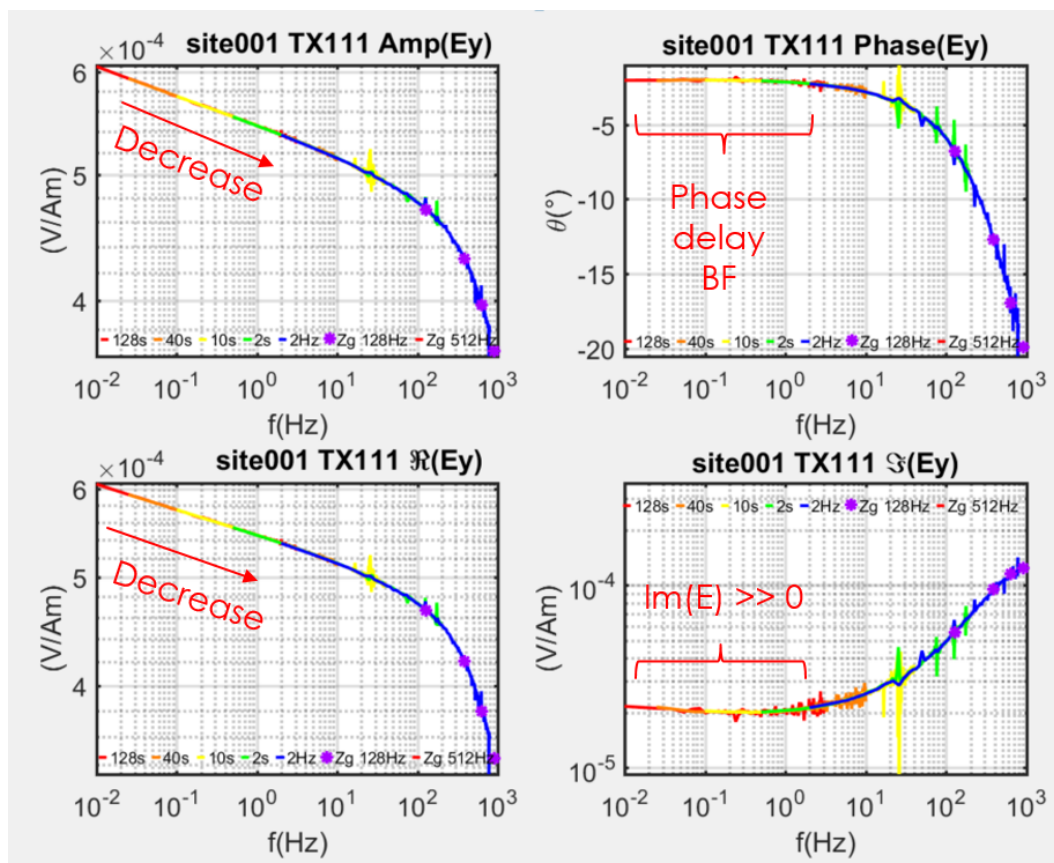 site001 TX111 Amp(Ey)
×10⁻⁴
6
5
4
(V/Am)
Decrease
128s 40s 10s 2s 2Hz Zg 128Hz Zg 512Hz
10⁻² 10⁻¹ 10⁰ 10¹ 10² 10³
f(Hz)
site001 TX111 Phase(Ey)
-5
-10
-15
-20
θ(°)
Phase
delay
BF
128s 40s 10s 2s 2Hz Zg 128Hz Zg 512Hz
10⁻² 10⁻¹ 10⁰ 10¹ 10² 10³
f(Hz)
site001 TX111 ℜ(Ey)
×10⁻⁴
6
5
4
(V/Am)
Decrease
128s 40s 10s 2s 2Hz Zg 128Hz Zg 512Hz
10⁻² 10⁻¹ 10⁰ 10¹ 10² 10³
f(Hz)
site001 TX111 ℑ(Ey)
128s 40s 10s 2s 2Hz Zg 128Hz Zg 512Hz
10⁻⁴
10⁻⁵
(V/Am)
Im(E) >> 0
10⁻² 10⁻¹ 10⁰ 10¹ 10² 10³
f(Hz)